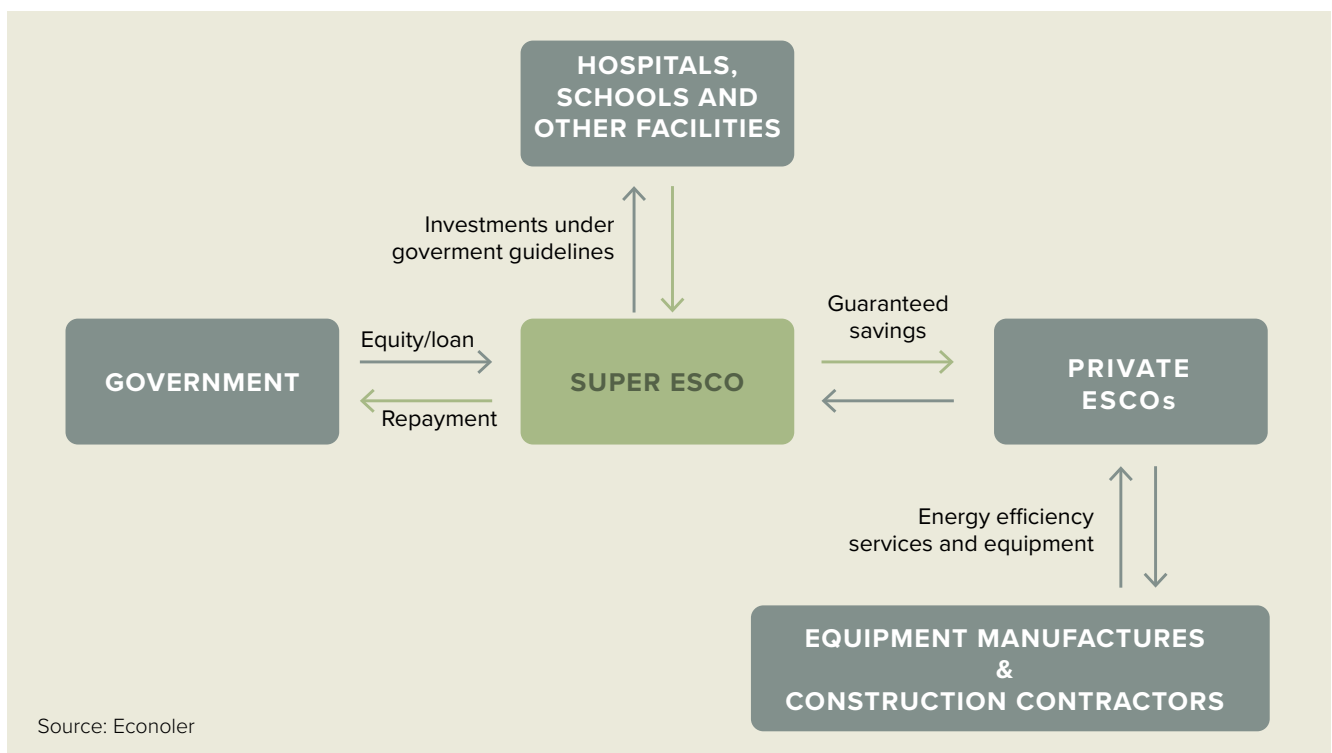 HOSPITALS,
SCHOOLS AND
OTHER FACILITIES
Investments under
goverment guidelines
Guaranteed
savings
Equity/loan
GOVERNMENT
SUPER ESCO
PRIVATE
ESCOs
Repayment
Energy efficiency
services and equipment
EQUIPMENT MANUFACTURES
&
CONSTRUCTION CONTRACTORS
Source: Econoler